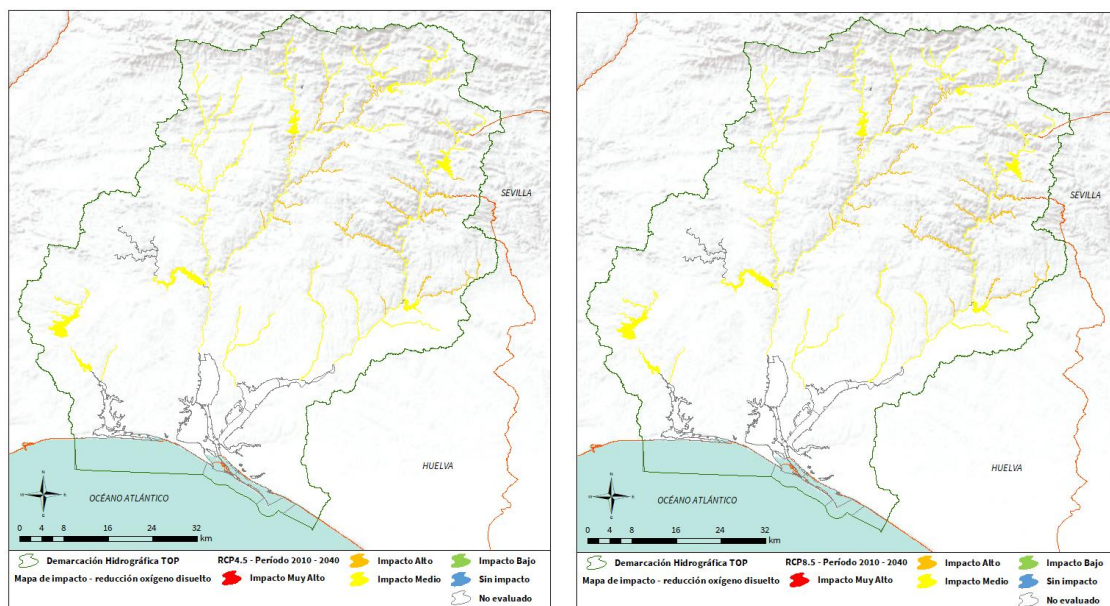 SEVILLA
HUELVA
OCÉANO ATLÁNTICO
N
W E
S
0 4 8 16 24 32
km
Demarcación Hidrográfica TOP RCP4.5 - Período 2010 - 2040 Impacto Alto Impacto Bajo
Mapa de impacto - reducción oxígeno disuelto Impacto Muy Alto Impacto Medio Sin impacto
No evaluado
SEVILLA
HUELVA
OCÉANO ATLÁNTICO
N
W E
S
0 4 8 16 24 32
km
Demarcación Hidrográfica TOP RCP8.5 - Período 2010 - 2040 Impacto Alto Impacto Bajo
Mapa de impacto - reducción oxígeno disuelto Impacto Muy Alto Impacto Medio Sin impacto
No evaluado